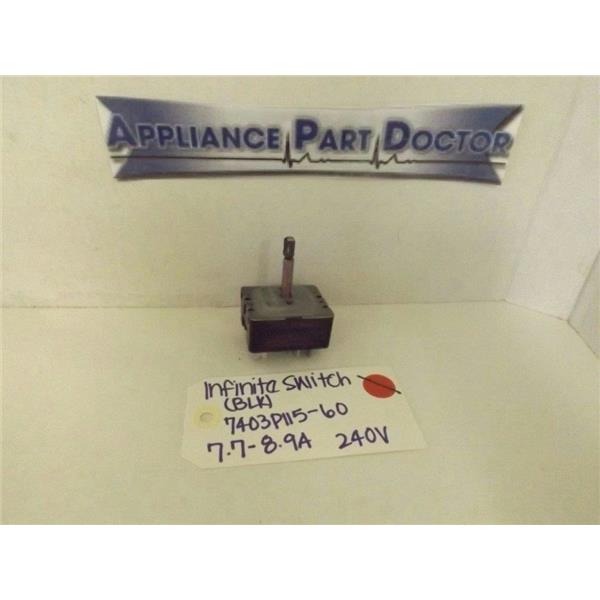 APPLIANCE PART DOCTOR
Infinite Switch
(BLK)
7403P115-60
7.7-8.9A 240V